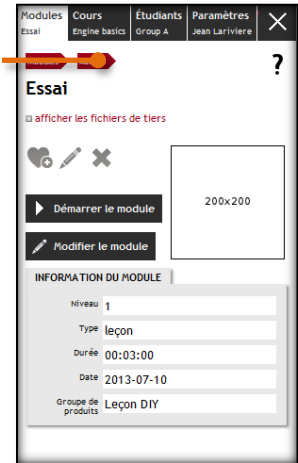 Modules Cours Étudiants Paramètres
Essai Engine basics Group A Jean Lariviere
Modules
?
Essai
afficher les fichiers de tiers
Démarrer le module
200x200
Modifier le module
INFORMATION DU MODULE
Niveau 1
Type leçon
Durée 00:03:00
Date 2013-07-10
Groupe de produits Leçon DIY